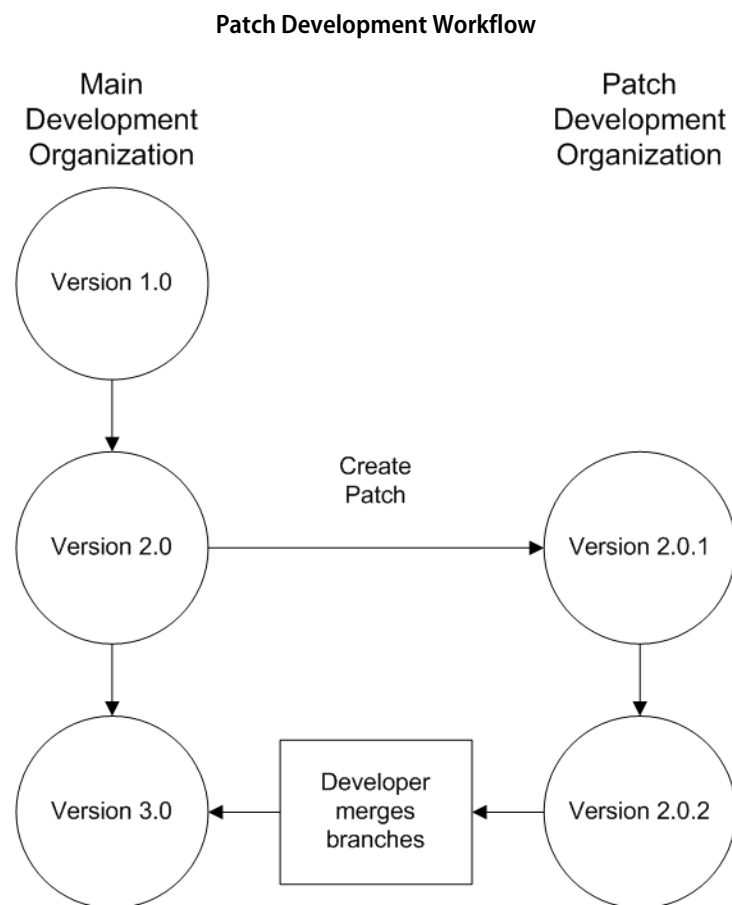 Patch Development Workflow
Main
Development
Organization
Patch
Development
Organization
Version 1.0
Create
Patch
Version 2.0
Version 2.0.1
Developer
merges
branches
Version 3.0
Version 2.0.2